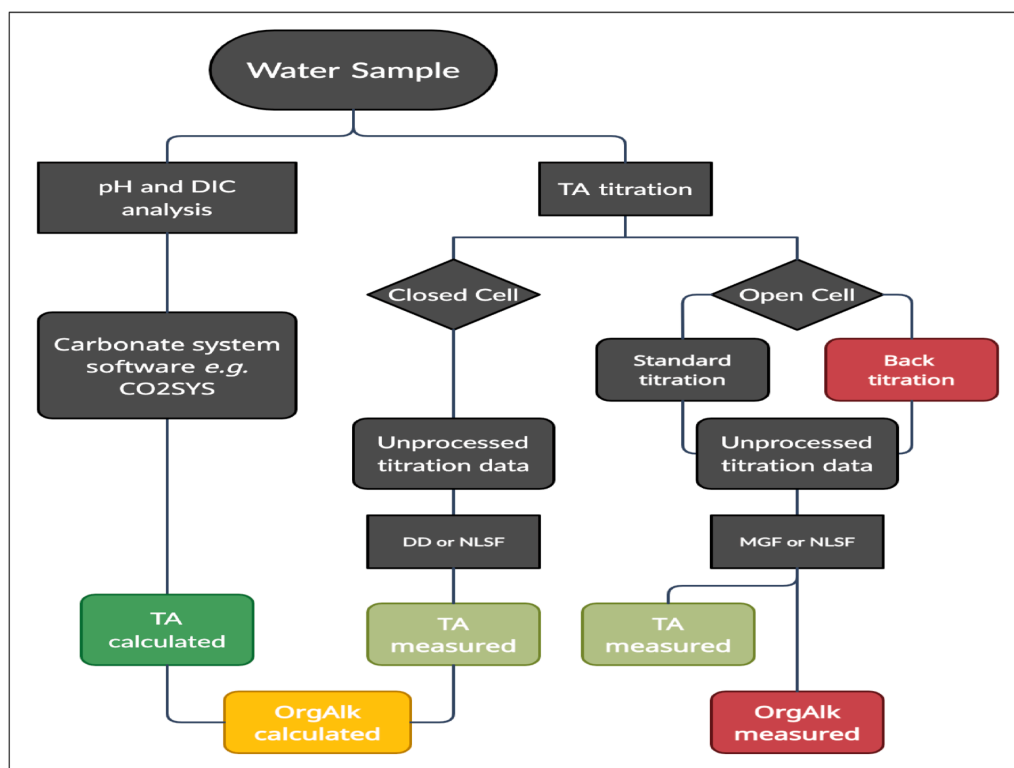 Water Sample
pH and DIC
analysis
TA titration
Closed Cell
Open Cell
Carbonate system
software e.g.
CO2SYS
Standard
titration
Back
titration
Unprocessed
titration data
Unprocessed
titration data
DD or NLSF
MGF or NLSF
TA
calculated
TA
measured
TA
measured
OrgAlk
calculated
OrgAlk
measured